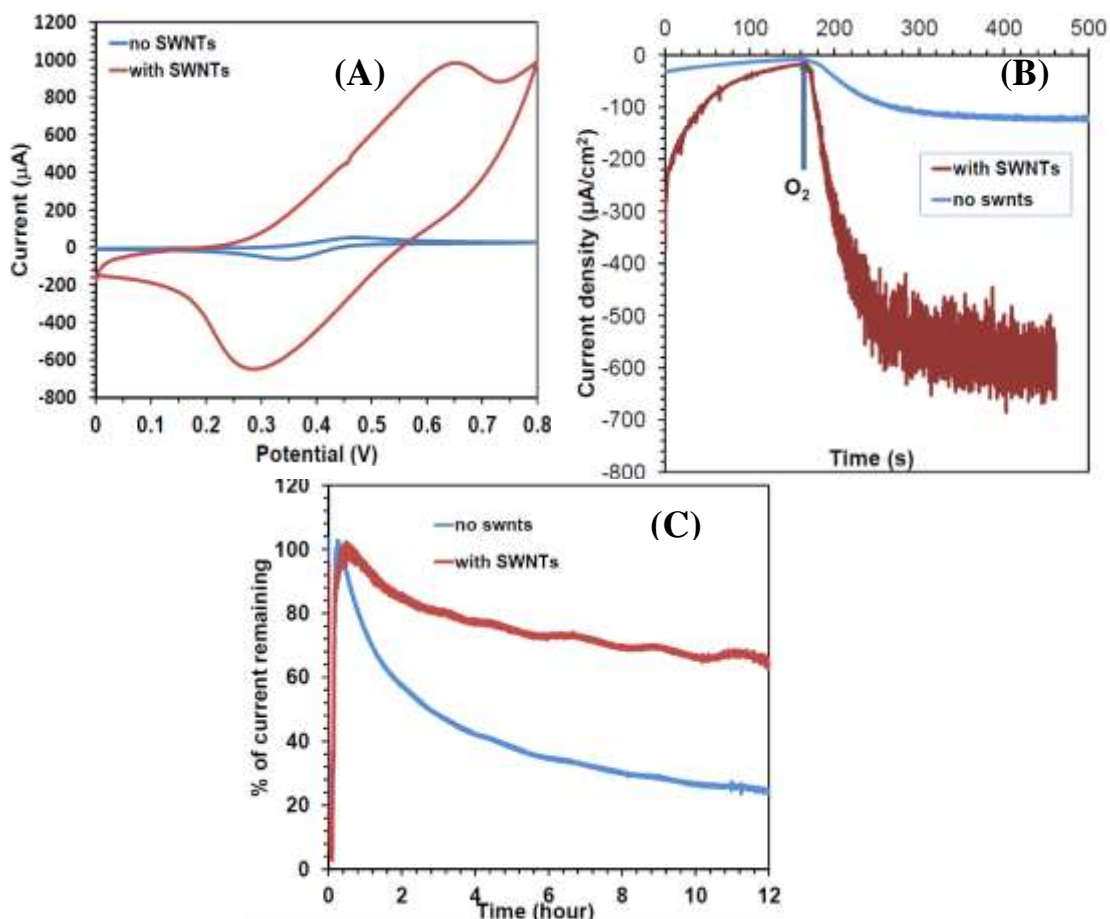 1200
1000
800
600
400
200
0
-200
-400
-600
-800
Current (µA)
no SWNTs
with SWNTs
(A)
0 0.1 0.2 0.3 0.4 0.5 0.6 0.7 0.8
Potential (V)
0 100 200 300 400 500
0
-100
-200
-300
-400
-500
-600
-700
-800
Current density (µA/cm²)
(B)
with SWNTs
no swnts
O₂
Time (s)
120
100
80
60
40
20
0
% of current remaining
no swnts
with SWNTs
(C)
0 2 4 6 8 10 12
Time (hour)